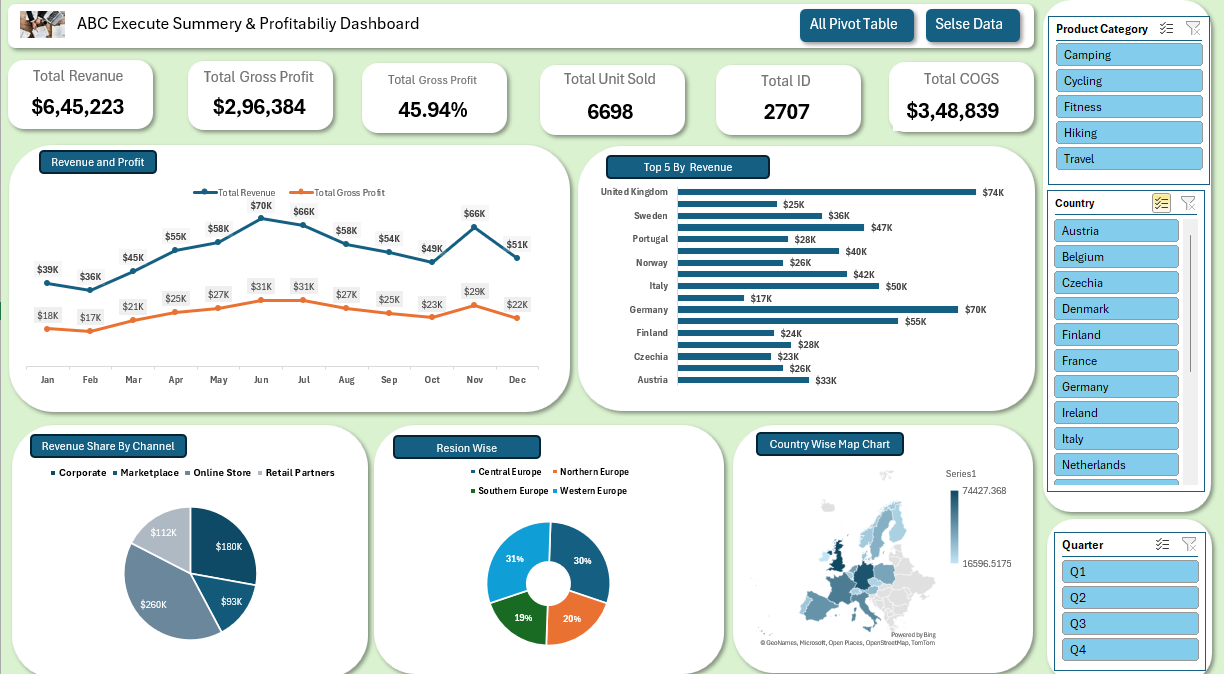 ABC Execute Summery & Profitabiliy Dashboard
All Pivot Table
Selse Data
Total Revanue
$6,45,223
Total Gross Profit
$2,96,384
Total Gross Profit
45.94%
Total Unit Sold
6698
Total ID
2707
Total COGS
$3,48,839
Revenue and Profit
Total Revenue
Total Gross Profit
$39K
$36K
$45K
$55K
$58K
$70K
$66K
$58K
$54K
$49K
$66K
$51K
$18K
$17K
$21K
$25K
$27K
$31K
$31K
$27K
$25K
$23K
$29K
$22K
Jan
Feb
Mar
Apr
May
Jun
Jul
Aug
Sep
Oct
Nov
Dec
Top 5 By Revenue
United Kingdom
$74K
$25K
Sweden
$36K
$47K
Portugal
$28K
$40K
Norway
$26K
$42K
Italy
$50K
$17K
Germany
$70K
$55K
Finland
$24K
$28K
Czechia
$23K
$26K
Austria
$33K
Revenue Share By Channel
Corporate
Marketplace
Online Store
Retail Partners
$112K
$180K
$260K
$93K
Resion Wise
Central Europe
Northern Europe
Southern Europe
Western Europe
31%
30%
19%
20%
Country Wise Map Chart
Series1
74427.368
16596.5175
Powered by Bing
© GeoNames, Microsoft, Open Places, OpenStreetMap, TomTom
Product Category
Camping
Cycling
Fitness
Hiking
Travel
Country
Austria
Belgium
Czechia
Denmark
Finland
France
Germany
Ireland
Italy
Netherlands
Quarter
Q1
Q2
Q3
Q4